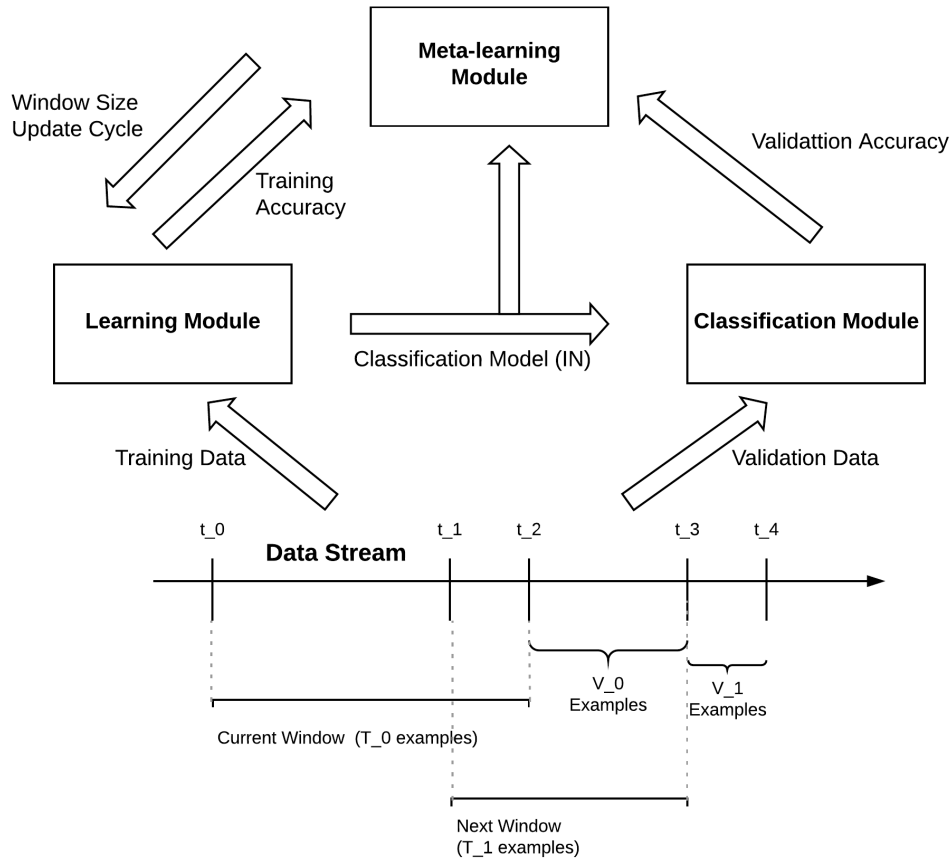 Meta-learning
Module
Window Size
Update Cycle
Validattion Accuracy
Training
Accuracy
Learning Module
Classification Module
Classification Model (IN)
Training Data
Validation Data
t_0
t_1
t_2
t_3
t_4
Data Stream
V_0
Examples
V_1
Examples
Current Window (T_0 examples)
Next Window
(T_1 examples)